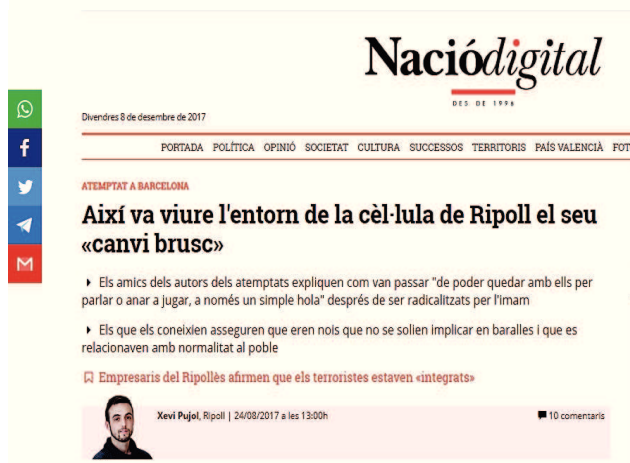 Naciódigital
DES DE 1996
Divendres 8 de desembre de 2017
PORTADA POLÍTICA OPINIÓ SOCIETAT CULTURA SUCCESSOS TERRITORIS PAÍS VALENCIÀ FOT
ATEMPTAT A BARCELONA
Així va viure l'entorn de la cèl·lula de Ripoll el seu
«canvi brusc»
Els amics dels autors dels atemptats expliquen com van passar "de poder quedar amb ells per
parlar o anar a jugar, a només un simple hola" després de ser radicalitzats per l'imam
Els que els coneixien asseguren que eren nois que no se solien implicar en baralles i que es
relacionaven amb normalitat al poble
Empresaris del Ripollès afirmen que els terroristes estaven «integrats»
Xevi Pujol, Ripoll | 24/08/2017 a les 13:00h
10 comentaris